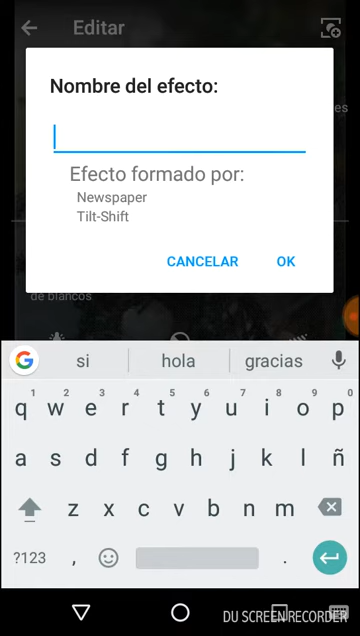 Editar
es
Nombre del efecto:
Efecto formado por:
Newspaper
Tilt-Shift
CANCELAR OK
de blancos
G si hola gracias
1 2 3 4 5 6 7 8 9 0
q w e r t y u i o p
a s d f g h j k l ñ
z x c v b n m
?123 , .
DU SCREEN RECORDER